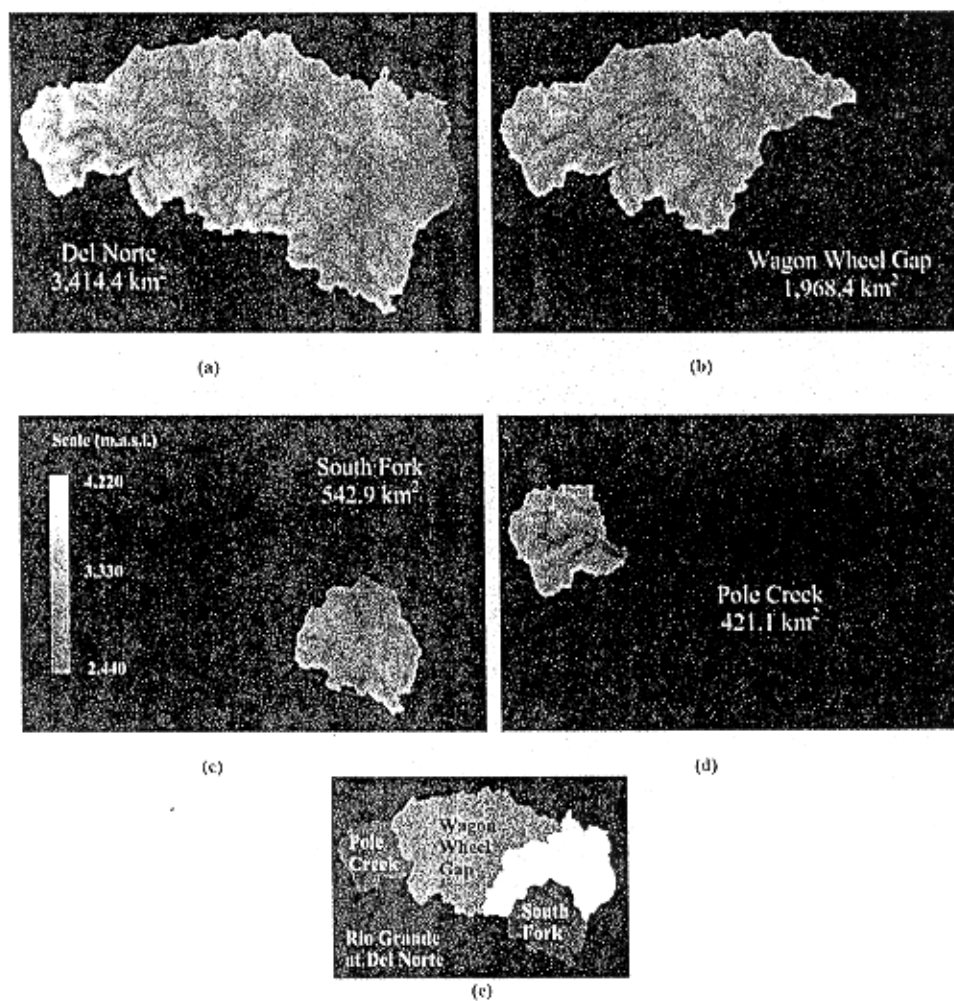 Del Norte
3,414.4 km²
Wagon Wheel Gap
1,968.4 km²
(a)
(b)
Scale (m.a.s.l.)
4,220
3,330
2,440
South Fork
542.9 km²
Pole Creek
421.1 km²
(c)
(d)
Pole
Creek
Wagon
Wheel
Gap
South
Fork
Rio Grande
at Del Norte
(e)